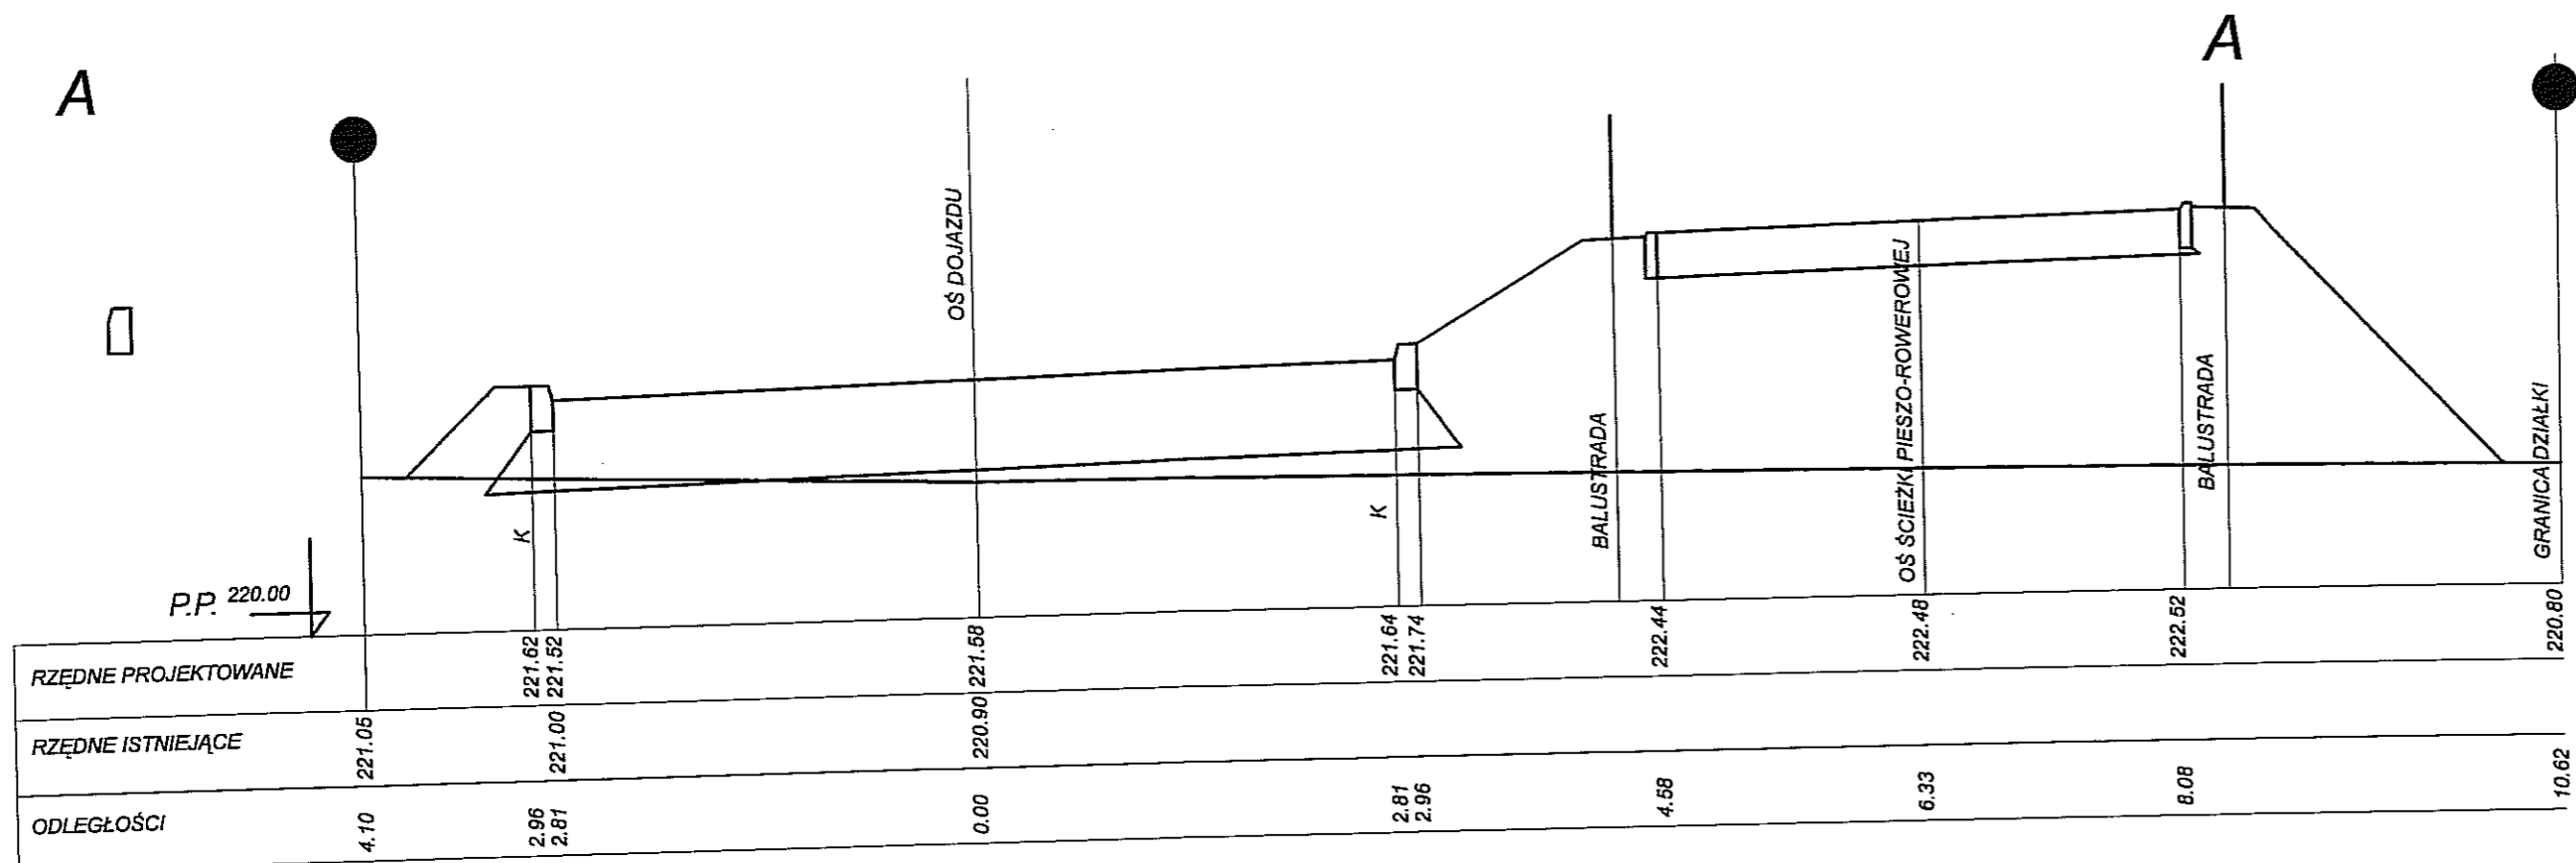 A
A
OŚ DOJAZDU
K
K
BALUSTRADA
OŚ ŚCIEŻKI PIESZO-ROWEROWEJ
BALUSTRADA
GRANICA DZIAŁKI
P.P. 220.00
RZĘDNE PROJEKTOWANE 221.62 221.52 221.58 221.64 221.74 222.44 222.48 222.52 220.80
RZĘDNE ISTNIEJĄCE 221.05 221.00 220.90
ODLEGŁOŚCI 4.10 2.96 2.81 0.00 2.81 2.96 4.58 6.33 8.08 10.62